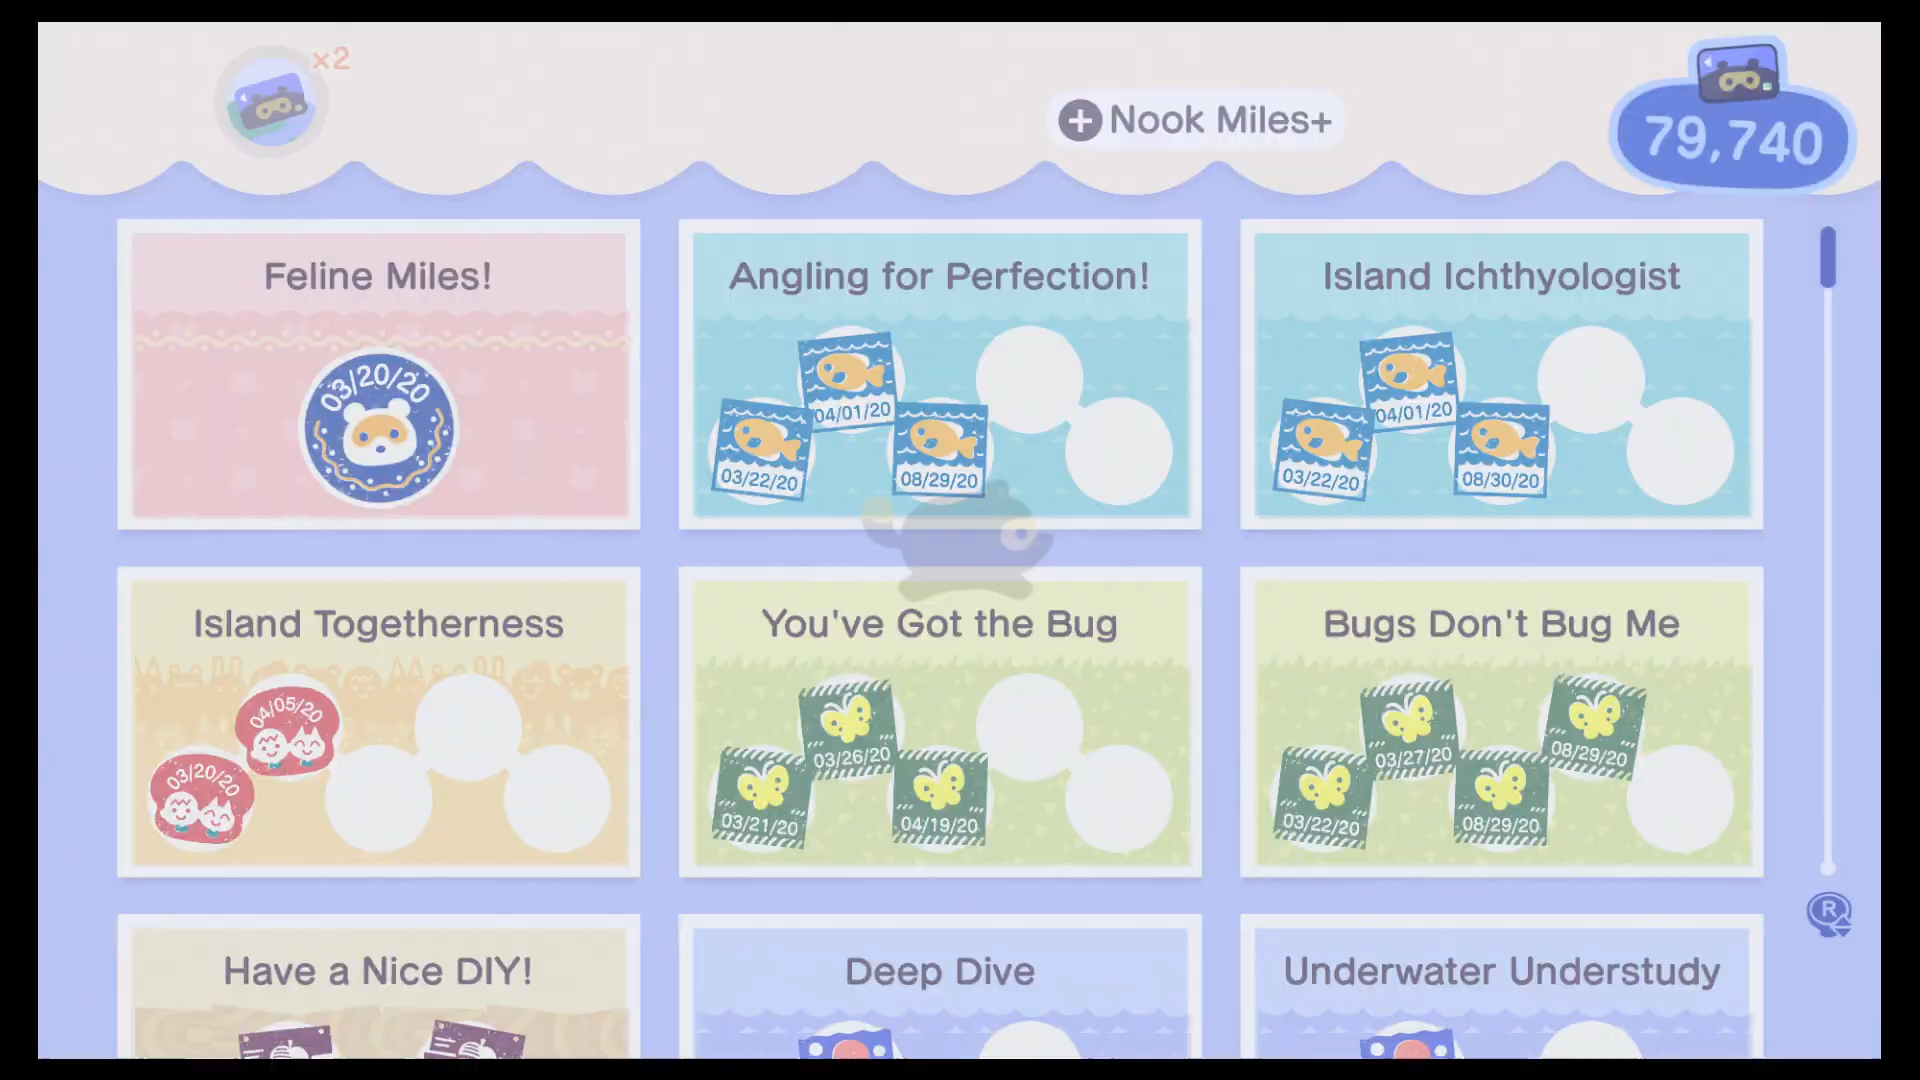 ×2
+ Nook Miles+
79,740
Feline Miles!
03/20/20
Angling for Perfection!
04/01/20
03/22/20
08/29/20
Island Ichthyologist
04/01/20
03/22/20
08/30/20
Island Togetherness
04/05/20
03/20/20
You've Got the Bug
03/26/20
03/21/20
04/19/20
Bugs Don't Bug Me
03/27/20
08/29/20
03/22/20
08/29/20
R
Have a Nice DIY!
Deep Dive
Underwater Understudy